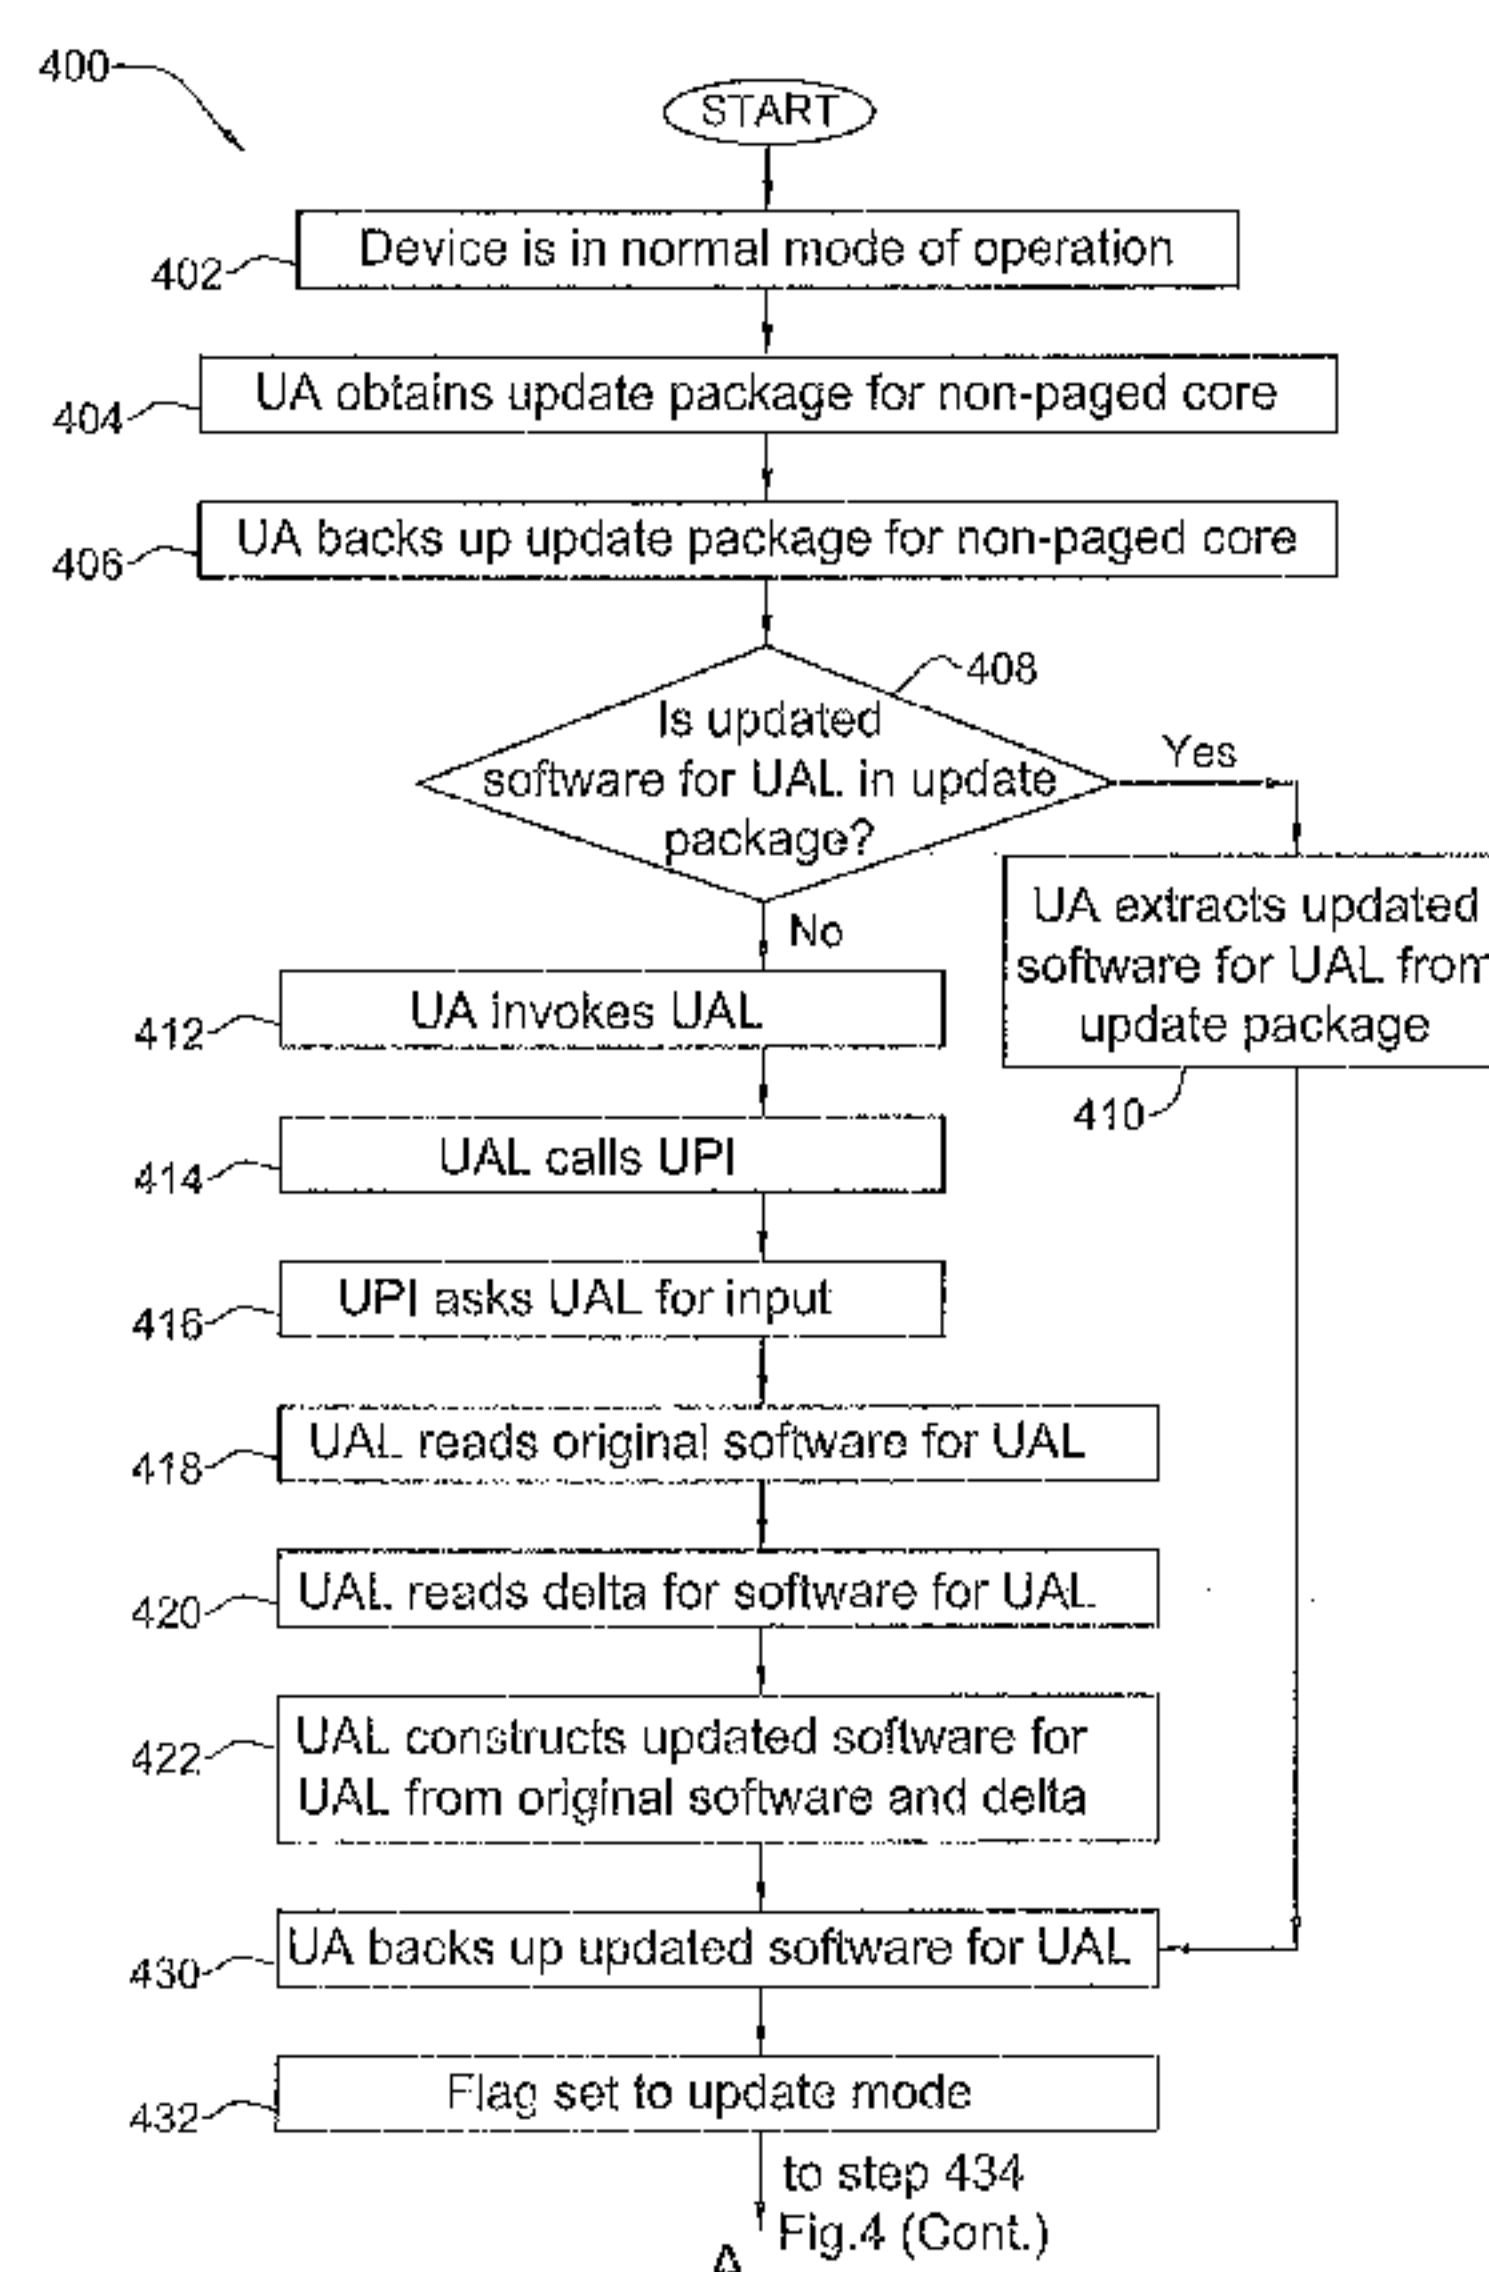 400
START
402
Device is in normal mode of operation
404
UA obtains update package for non-paged core
406
UA backs up update package for non-paged core
408
Is updated
software for UAL in update
package?
Yes
No
UA extracts updated
software for UAL from
update package
410
412
UA invokes UAL
414
UAL calls UPI
416
UPI asks UAL for input
418
UAL reads original software for UAL
420
UAL reads delta for software for UAL
422
UAL constructs updated software for
UAL from original software and delta
430
UA backs up updated software for UAL
432
Flag set to update mode
to step 434
Fig.4 (Cont.)
A